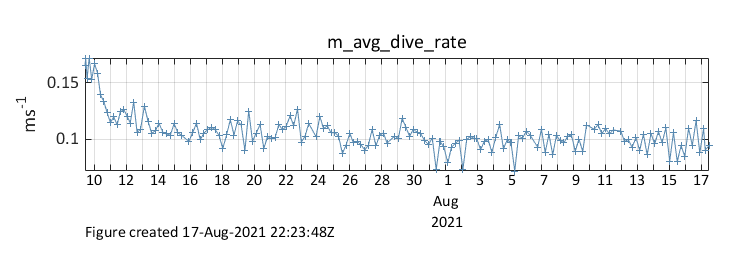 m_avg_dive_rate
0.15
ms-1
0.1
10 12 14 16 18 20 22 24 26 28 30 1 3 5 7 9 11 13 15 17
Aug
2021
Figure created 17-Aug-2021 22:23:48Z